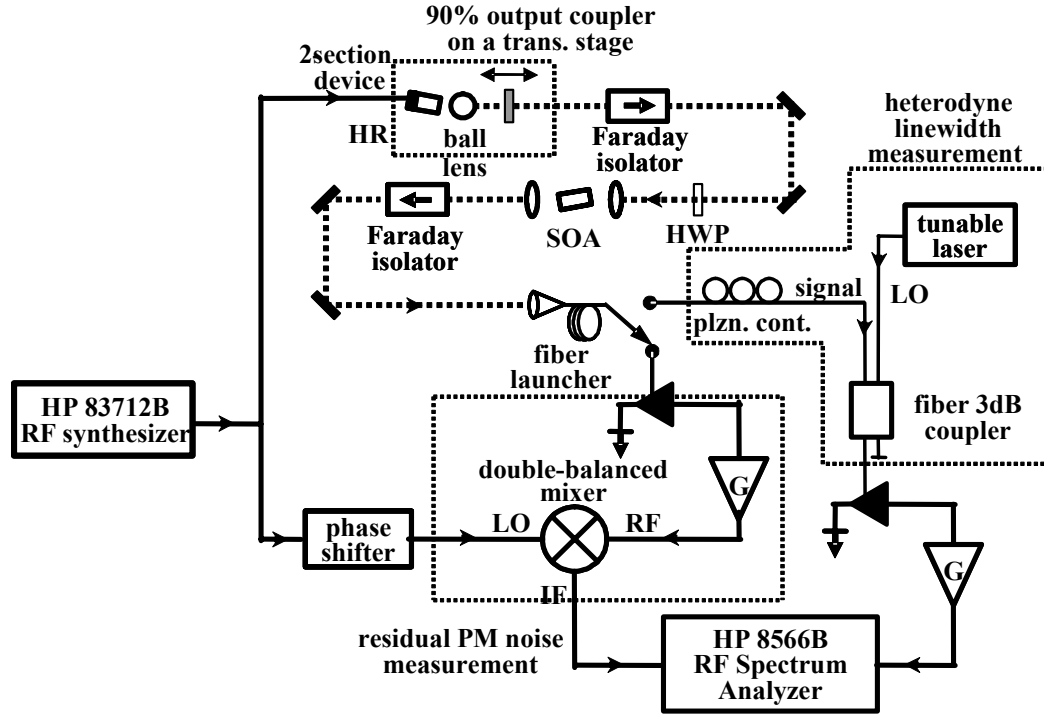 90% output coupler
on a trans. stage
2section
device
HR
ball
lens
Faraday
isolator
heterodyne
linewidth
measurement
Faraday
isolator
SOA
HWP
tunable
laser
signal
LO
plzn. cont.
fiber
launcher
fiber 3dB
coupler
HP 83712B
RF synthesizer
double-balanced
mixer
G
phase
shifter
LO
RF
IF
G
residual PM noise
measurement
HP 8566B
RF Spectrum
Analyzer